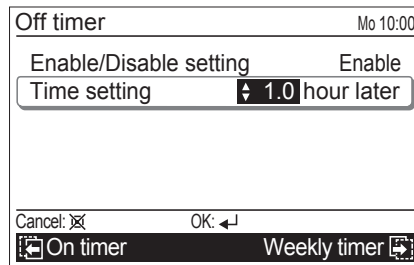 Off timer Mo 10:00
Enable/Disable setting Enable
Time setting 1.0 hour later
Cancel: OK:
On timer Weekly timer